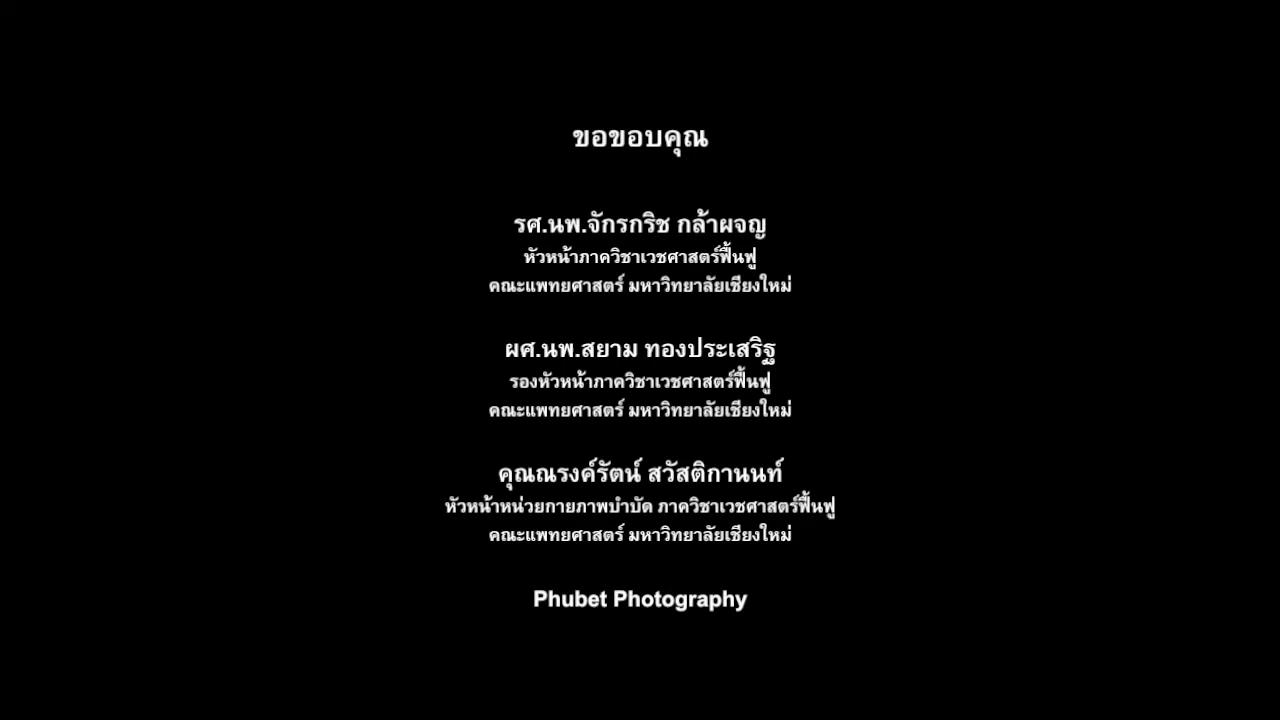 ขอขอบคุณ
รศ.นพ.จักรกริช กล้าผจญ
หัวหน้าภาควิชาเวชศาสตร์ฟื้นฟู
คณะแพทยศาสตร์ มหาวิทยาลัยเชียงใหม่
ผศ.นพ.สยาม ทองประเสริฐ
รองหัวหน้าภาควิชาเวชศาสตร์ฟื้นฟู
คณะแพทยศาสตร์ มหาวิทยาลัยเชียงใหม่
คุณณรงค์รัตน์ สวัสติกานนท์
หัวหน้าหน่วยกายภาพบำบัด ภาควิชาเวชศาสตร์ฟื้นฟู
คณะแพทยศาสตร์ มหาวิทยาลัยเชียงใหม่
Phubet Photography